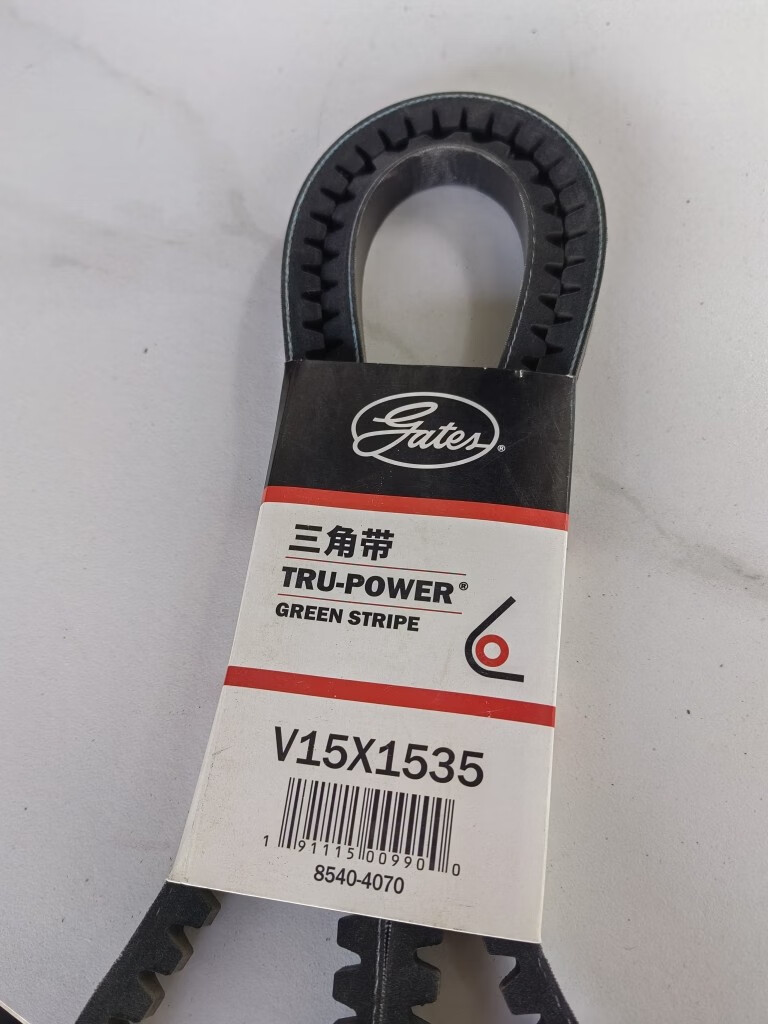 Gates®
三角带
TRU-POWER®
GREEN STRIPE
V15X1535
1 91115 00990 0
8540-4070